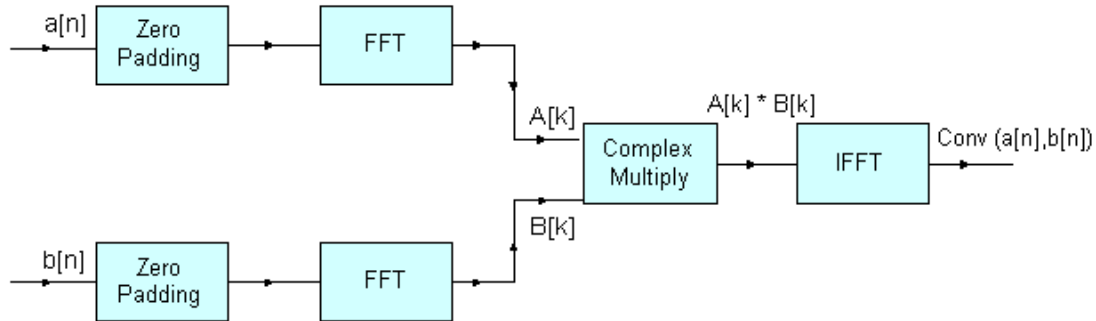 a[n]
Zero
Padding
FFT
A[k]
Complex
Multiply
A[k] * B[k]
IFFT
Conv (a[n],b[n])
B[k]
b[n]
Zero
Padding
FFT